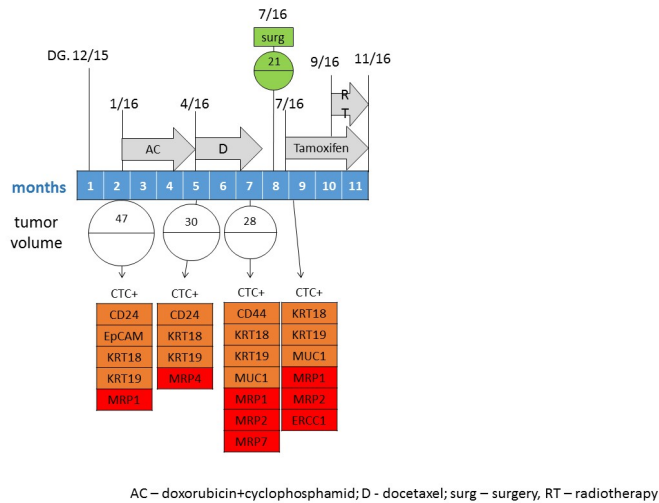 7/16
surg
21
DG. 12/15
9/16
11/16
1/16
4/16
7/16
R
T
AC
D
Tamoxifen
months 1 2 3 4 5 6 7 8 9 10 11
tumor
volume
47
30
28
CTC+
CD24
EpCAM
KRT18
KRT19
MRP1
CTC+
CD24
KRT18
KRT19
MRP4
CTC+
CD44
KRT18
KRT19
MUC1
MRP1
MRP2
MRP7
CTC+
KRT18
KRT19
MUC1
MRP1
MRP2
ERCC1
AC – doxorubicin+cyclophosphamid; D - docetaxel; surg – surgery, RT – radiotherapy